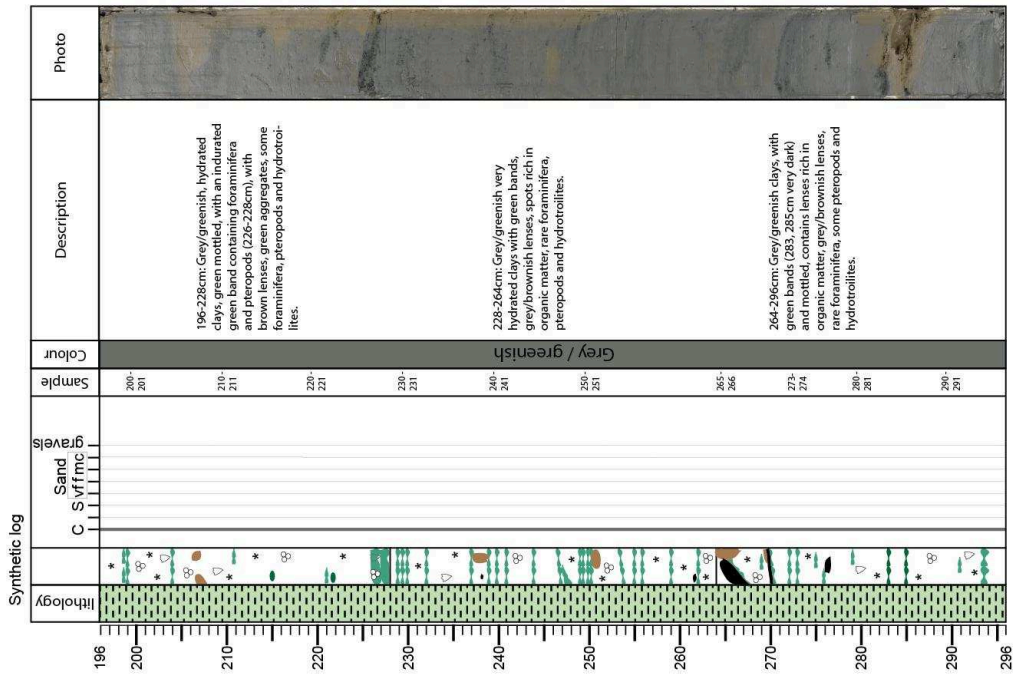 Photo
Description
196-228cm: Grey/greenish, hydrated
clays, green mottled, with an indurated
green band containing foraminifera
and pteropods (226-228cm), with
brown lenses, green aggregates, some
foraminifera, pteropods and hydrotroi-
lites.
228-264cm: Grey/greenish very
hydrated clays with green bands,
grey/brownish lenses, spots rich in
organic matter, rare foraminifera,
pteropods and hydrotroilites.
264-296cm: Grey/greenish clays, with
green bands (283, 285cm very dark)
and mottled, contains lenses rich in
organic matter, grey/brownish lenses,
rare foraminifera, some pteropods and
hydrotroilites.
Colour
Grey / greenish
Sample
200-
201
210-
211
220-
221
230-
231
240-
241
250-
251
265-
266
273-
274
280-
281
290-
291
Synthetic log
gravels
Sand
vf f m c
S
C
lithology
196
200
210
220
230
240
250
260
270
280
290
296